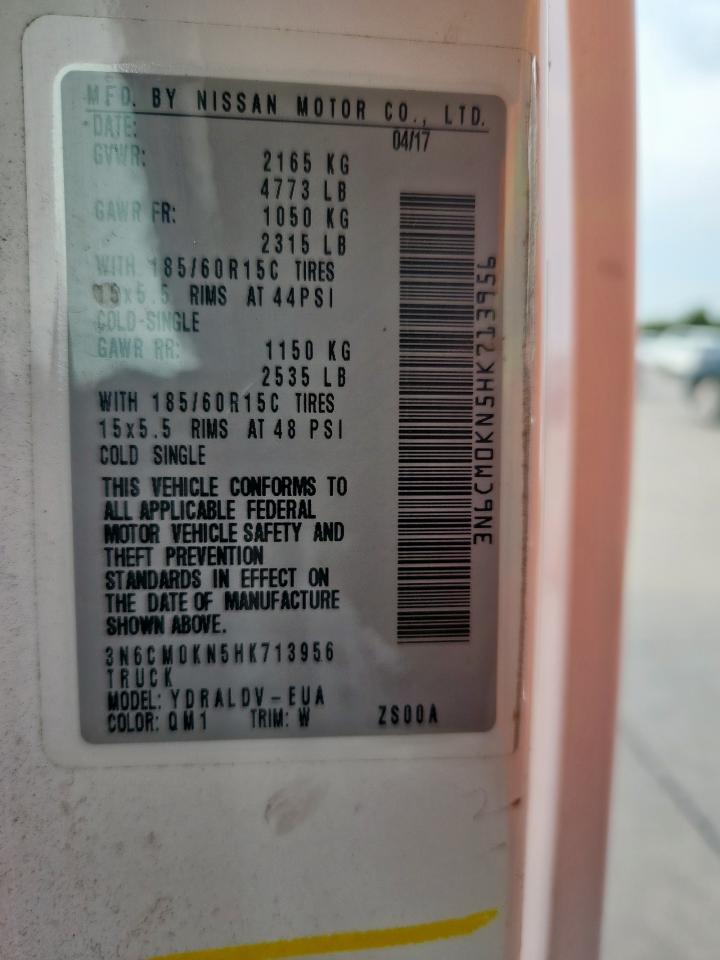 MFD. BY NISSAN MOTOR CO., LTD.
DATE: 04/17
GVWR: 2165 KG
4773 LB
GAWR FR: 1050 KG
2315 LB
WITH 185/60R15C TIRES
15x5.5 RIMS AT 44PSI
COLD-SINGLE
GAWR RR: 1150 KG
2535 LB
WITH 185/60R15C TIRES
15x5.5 RIMS AT 48 PSI
COLD SINGLE
THIS VEHICLE CONFORMS TO
ALL APPLICABLE FEDERAL
MOTOR VEHICLE SAFETY AND
THEFT PREVENTION
STANDARDS IN EFFECT ON
THE DATE OF MANUFACTURE
SHOWN ABOVE.
3N6CM0KN5HK713956
TRUCK
MODEL: YDRALDV-EUA
COLOR: QM1 TRIM: W ZS00A
3N6CM0KN5HK713956